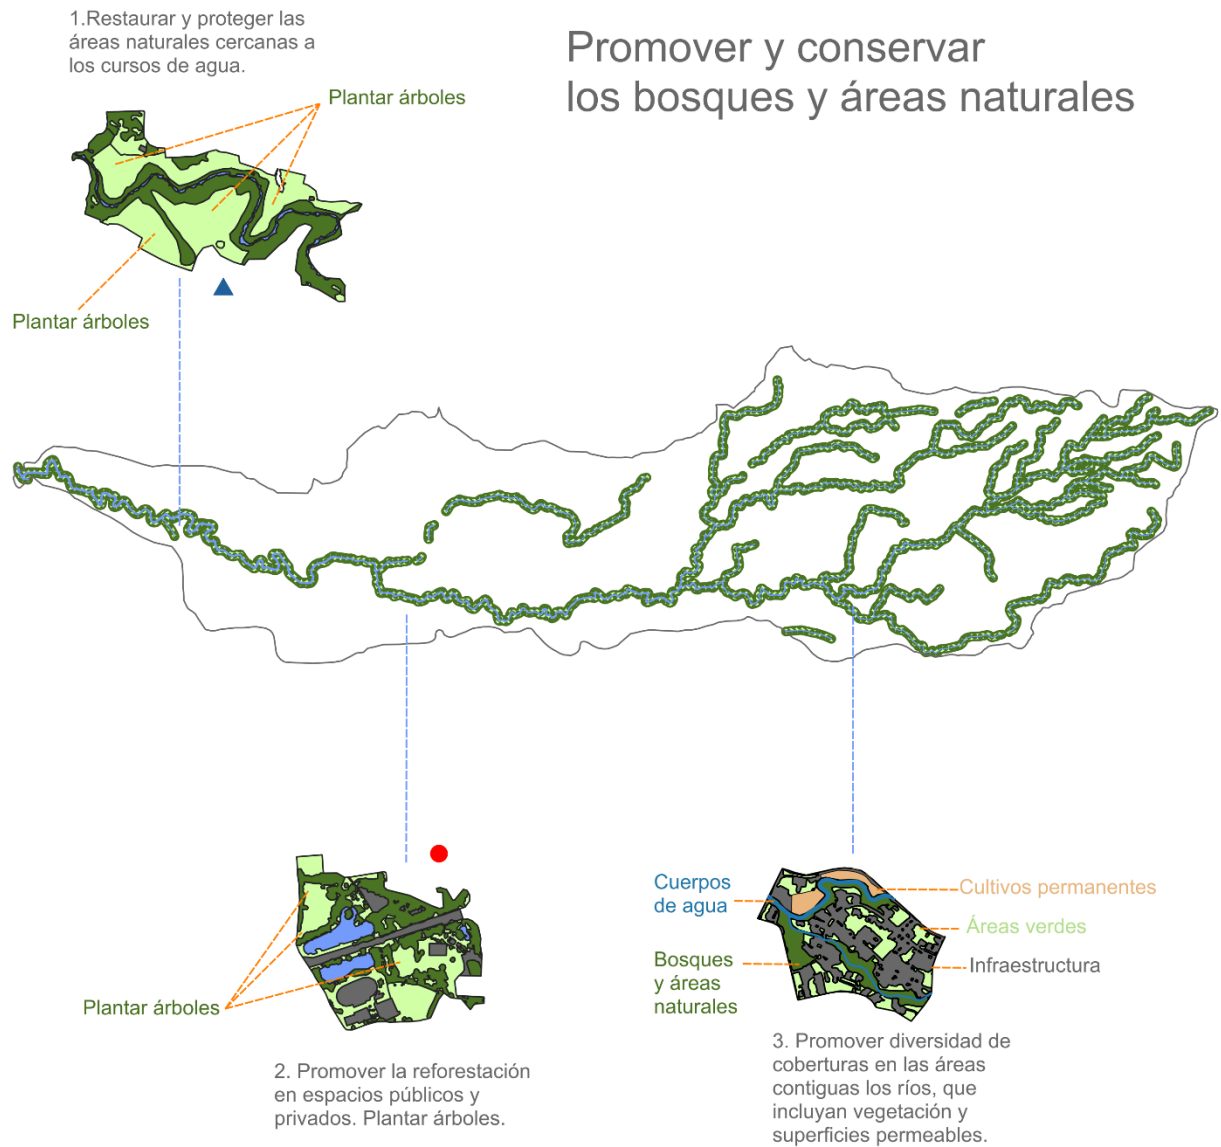 1.Restaurar y proteger las
áreas naturales cercanas a
los cursos de agua.
Promover y conservar
los bosques y áreas naturales
Plantar árboles
Plantar árboles
Plantar árboles
2. Promover la reforestación
en espacios públicos y
privados. Plantar árboles.
Cuerpos
de agua
Bosques
y áreas
naturales
Cultivos permanentes
Áreas verdes
Infraestructura
3. Promover diversidad de
coberturas en las áreas
contiguas los ríos, que
incluyan vegetación y
superficies permeables.